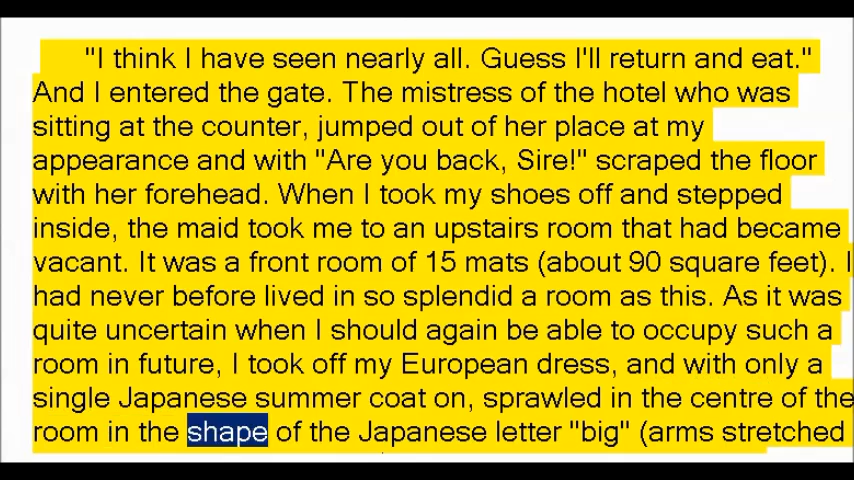 "I think I have seen nearly all. Guess I'll return and eat."
And I entered the gate. The mistress of the hotel who was
sitting at the counter, jumped out of her place at my
appearance and with "Are you back, Sire!" scraped the floor
with her forehead. When I took my shoes off and stepped
inside, the maid took me to an upstairs room that had became
vacant. It was a front room of 15 mats (about 90 square feet). I
had never before lived in so splendid a room as this. As it was
quite uncertain when I should again be able to occupy such a
room in future, I took off my European dress, and with only a
single Japanese summer coat on, sprawled in the centre of the
room in the shape of the Japanese letter "big" (arms stretched